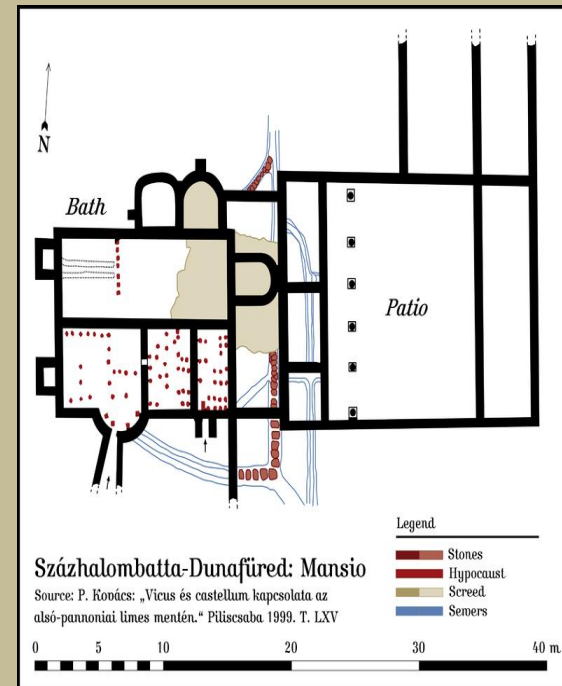 N
Bath
Patio
Legend
Stones
Hypocaust
Screed
Semers
Százhalombatta-Dunafüred: Mansio
Source: P. Kovács: „Vicus és castellum kapcsolata az
alsó-pannoniai limes mentén.“ Piliscsaba 1999. T. LXV
0 5 10 20 30 40 m